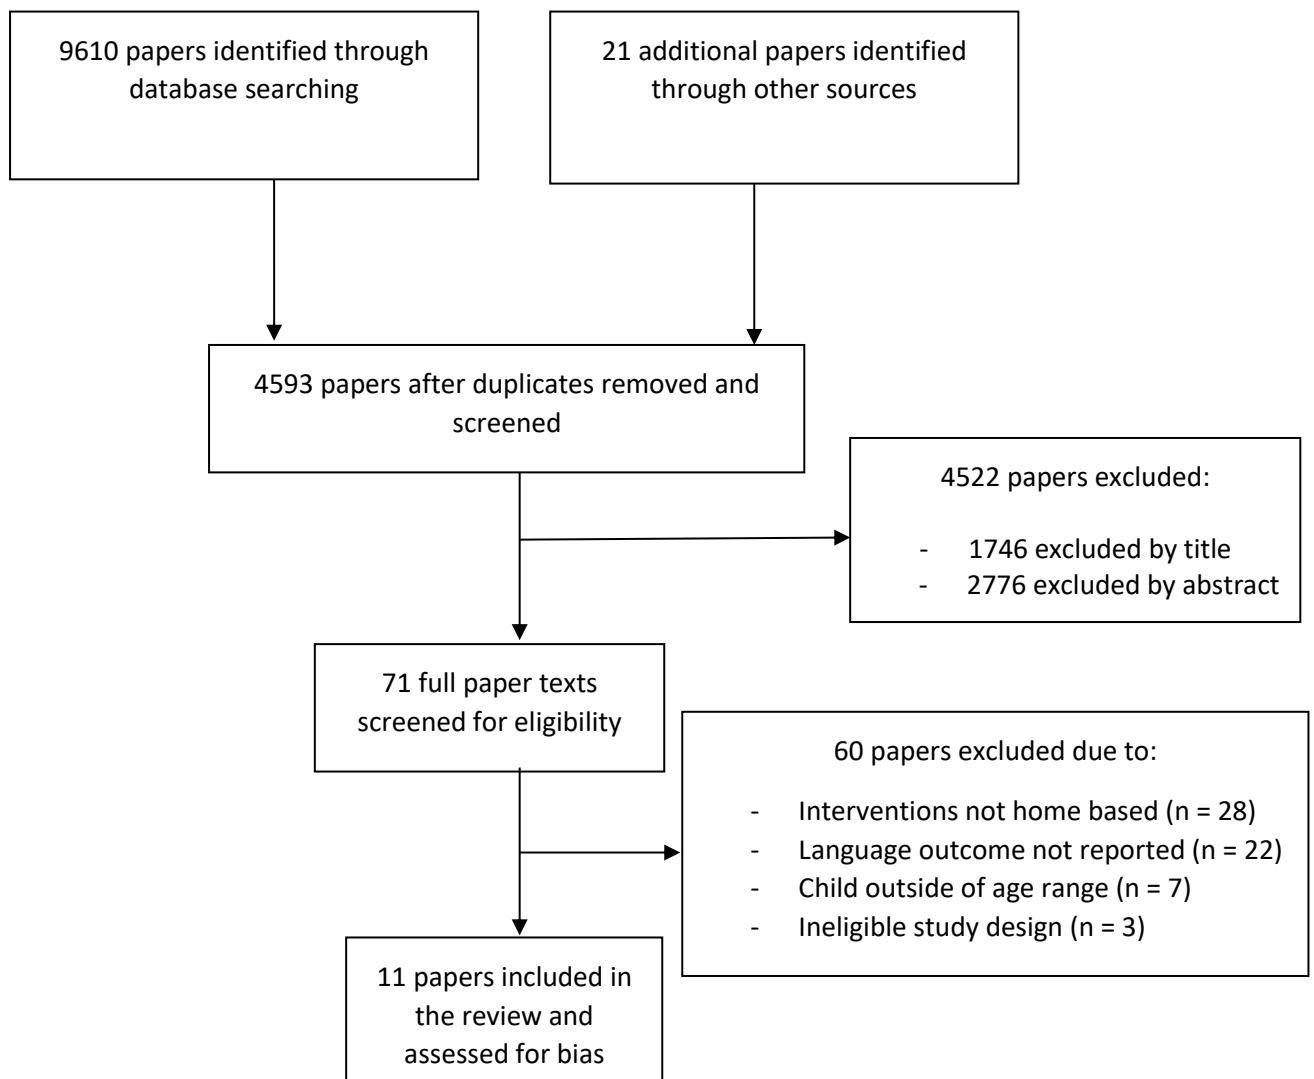 9610 papers identified through
database searching
21 additional papers identified
through other sources
4593 papers after duplicates removed and
screened
4522 papers excluded:
- 1746 excluded by title
- 2776 excluded by abstract
71 full paper texts
screened for eligibility
60 papers excluded due to:
- Interventions not home based (n = 28)
- Language outcome not reported (n = 22)
- Child outside of age range (n = 7)
- Ineligible study design (n = 3)
11 papers included in
the review and
assessed for bias